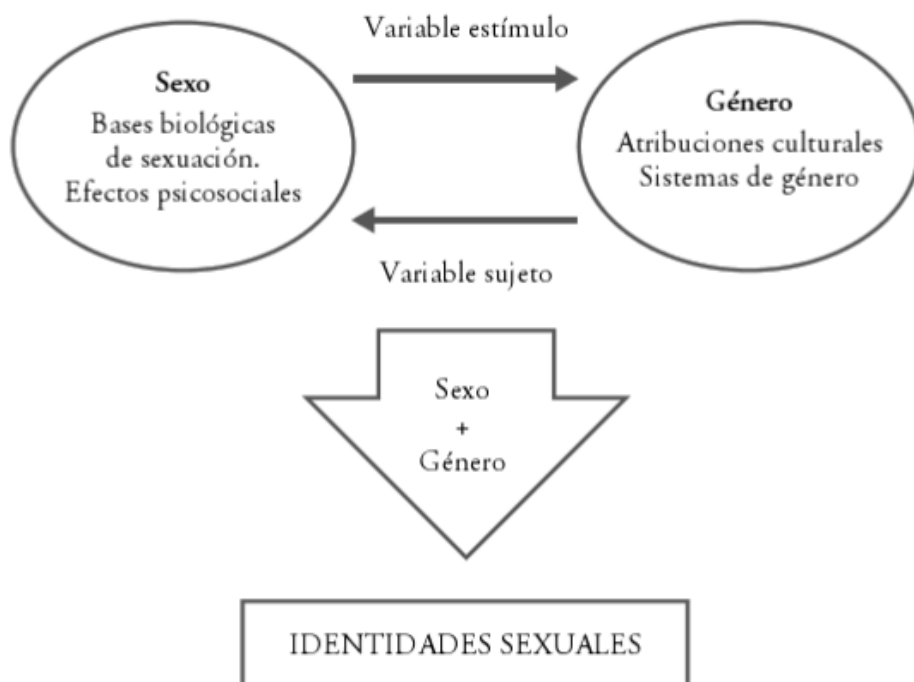 Variable estímulo
Sexo
Bases biológicas
de sexuación.
Efectos psicosociales
Género
Atribuciones culturales
Sistemas de género
Variable sujeto
Sexo
+
Género
IDENTIDADES SEXUALES